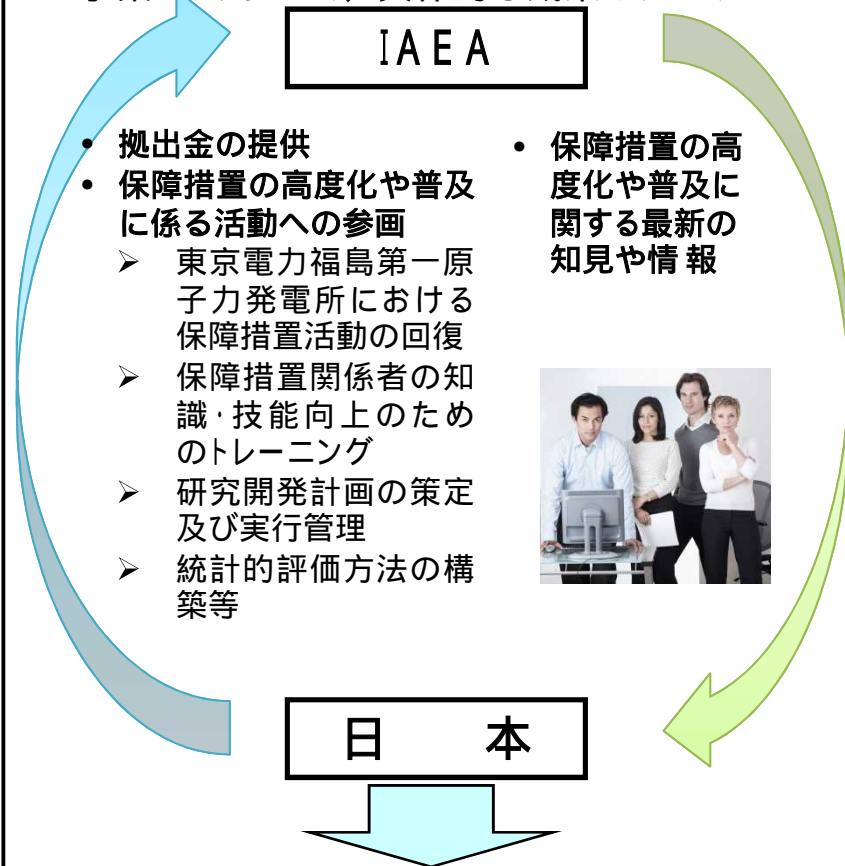 IAEA
• 拠出金の提供
• 保障措置の高度化や普及
に係る活動への参画
➢ 東京電力福島第一原
子力発電所における
保障措置活動の回復
➢ 保障措置関係者の知
識・技能向上のため
のトレーニング
➢ 研究開発計画の策定
及び実行管理
➢ 統計的評価方法の構
築等
• 保障措置の高
度化や普及に
関する最新の
知見や情報
日 本